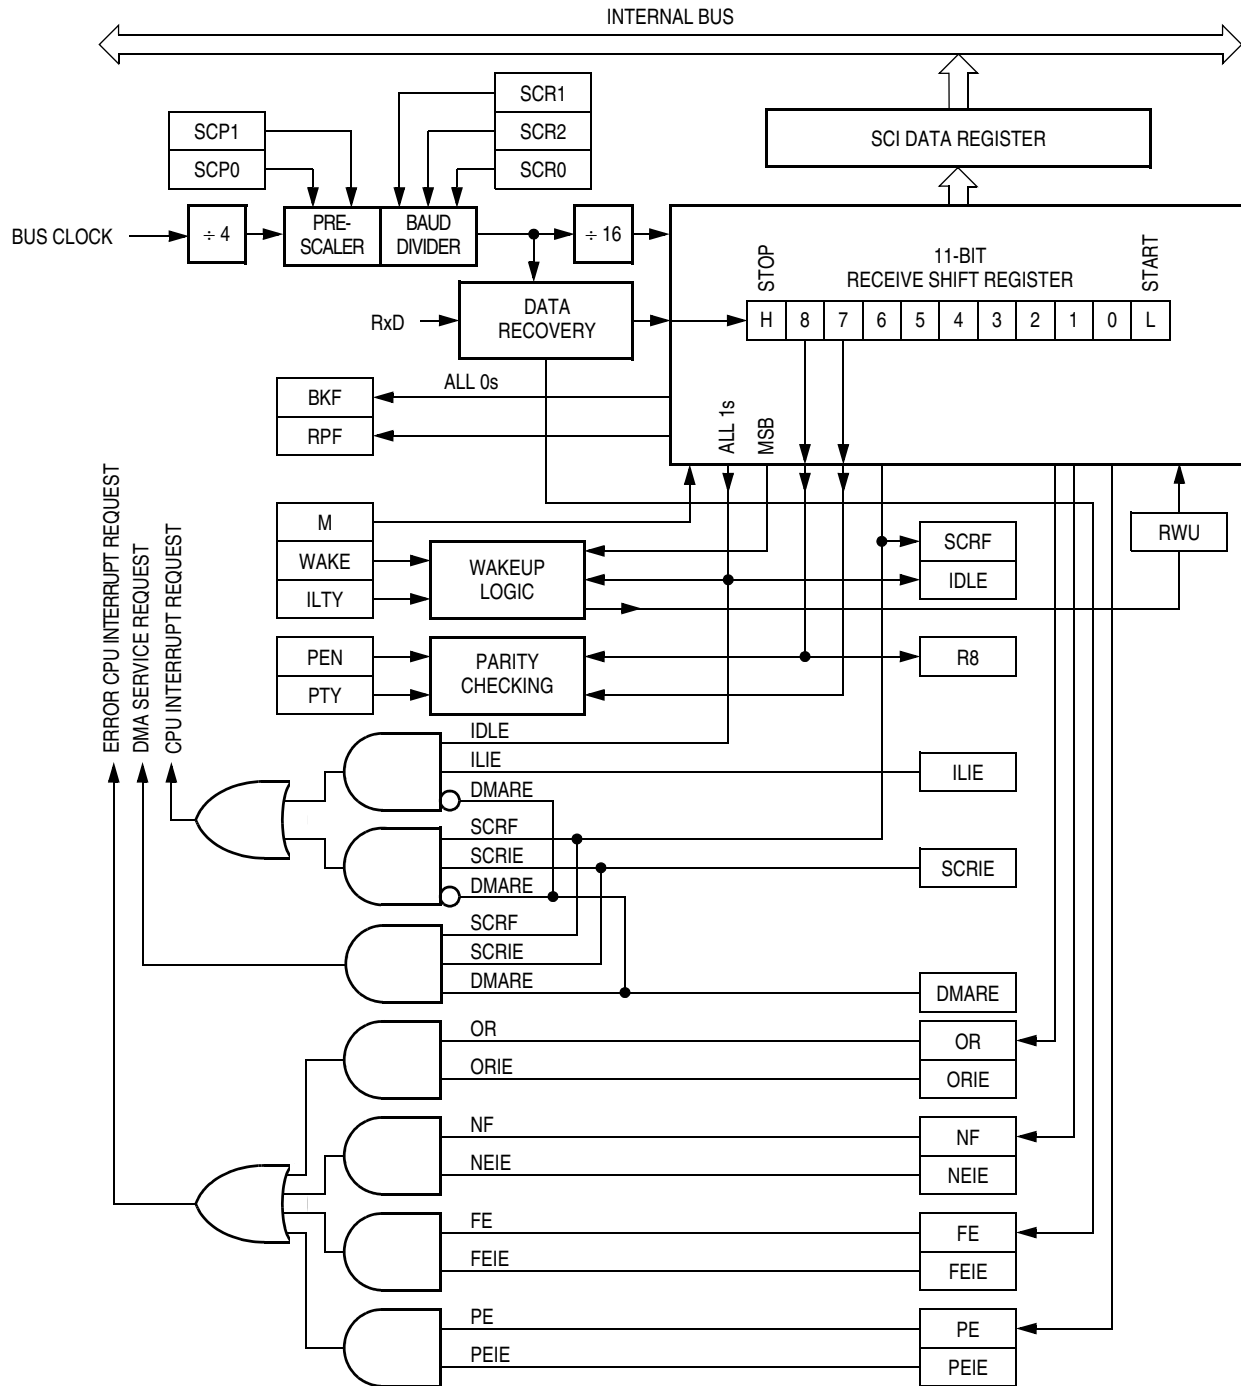 INTERNAL BUS
SCR1
SCR2
SCR0
SCP1
SCP0
SCI DATA REGISTER
BUS CLOCK
÷ 4
PRE-
SCALER
BAUD
DIVIDER
÷ 16
11-BIT
RECEIVE SHIFT REGISTER
STOP
START
H 8 7 6 5 4 3 2 1 0 L
RxD
DATA
RECOVERY
ALL 0s
BKF
RPF
ALL 1s
MSB
M
WAKE
ILTY
WAKEUP
LOGIC
SCRF
IDLE
RWU
PEN
PTY
PARITY
CHECKING
R8
ERROR CPU INTERRUPT REQUEST
DMA SERVICE REQUEST
CPU INTERRUPT REQUEST
IDLE
ILIE
DMARE
ILIE
SCRF
SCRIE
DMARE
SCRIE
SCRF
SCRIE
DMARE
DMARE
OR
ORIE
OR
ORIE
NF
NEIE
NF
NEIE
FE
FEIE
FE
FEIE
PE
PEIE
PE
PEIE